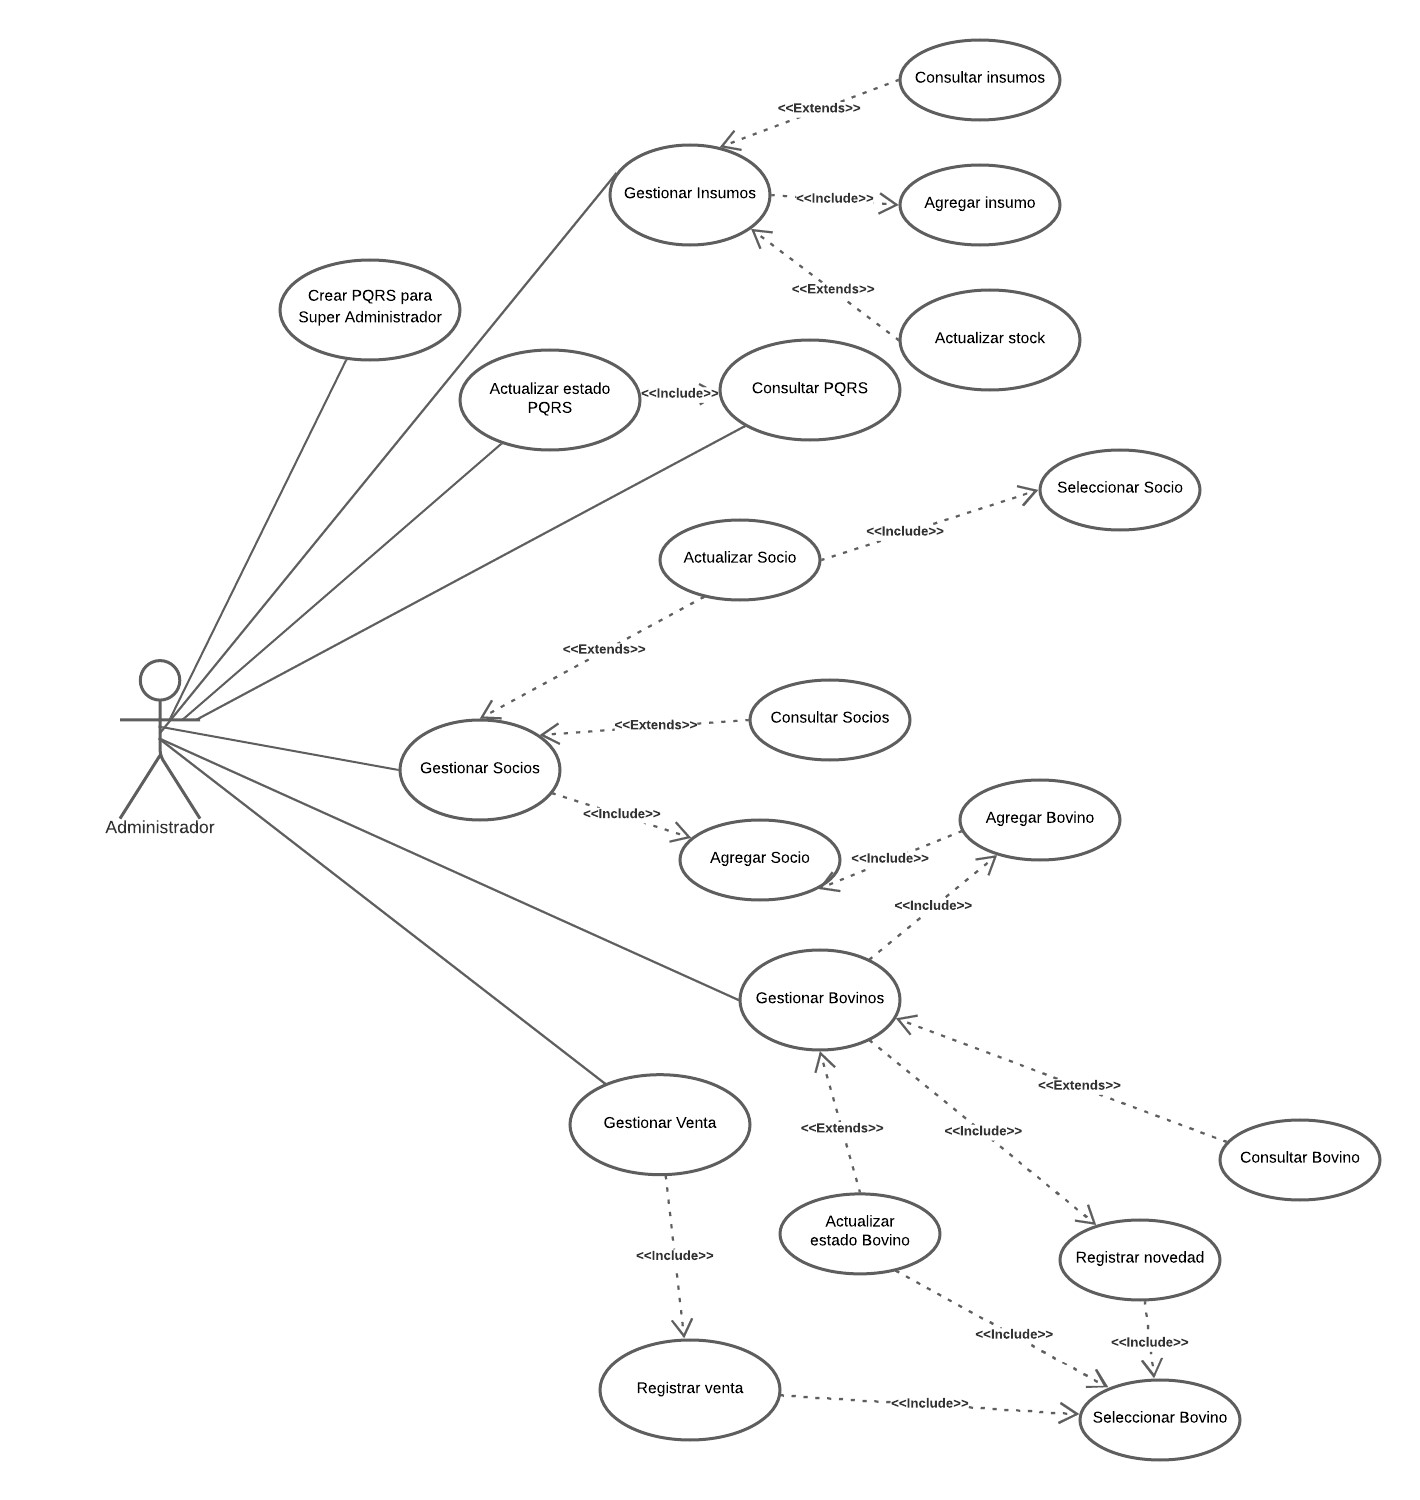 Consultar insumos
<<Extends>>
Gestionar Insumos
<<Include>>
Agregar insumo
<<Extends>>
Actualizar stock
Crear PQRS para
Super Administrador
Actualizar estado
PQRS
<<Include>>
Consultar PQRS
Seleccionar Socio
<<Include>>
Actualizar Socio
<<Extends>>
Consultar Socios
<<Extends>>
Gestionar Socios
<<Include>>
Administrador
Agregar Bovino
Agregar Socio
<<Include>>
<<Include>>
Gestionar Bovinos
<<Extends>>
Gestionar Venta
<<Extends>>
<<Include>>
Consultar Bovino
Actualizar
estado Bovino
<<Include>>
Registrar novedad
<<Include>>
<<Include>>
Registrar venta
<<Include>>
Seleccionar Bovino